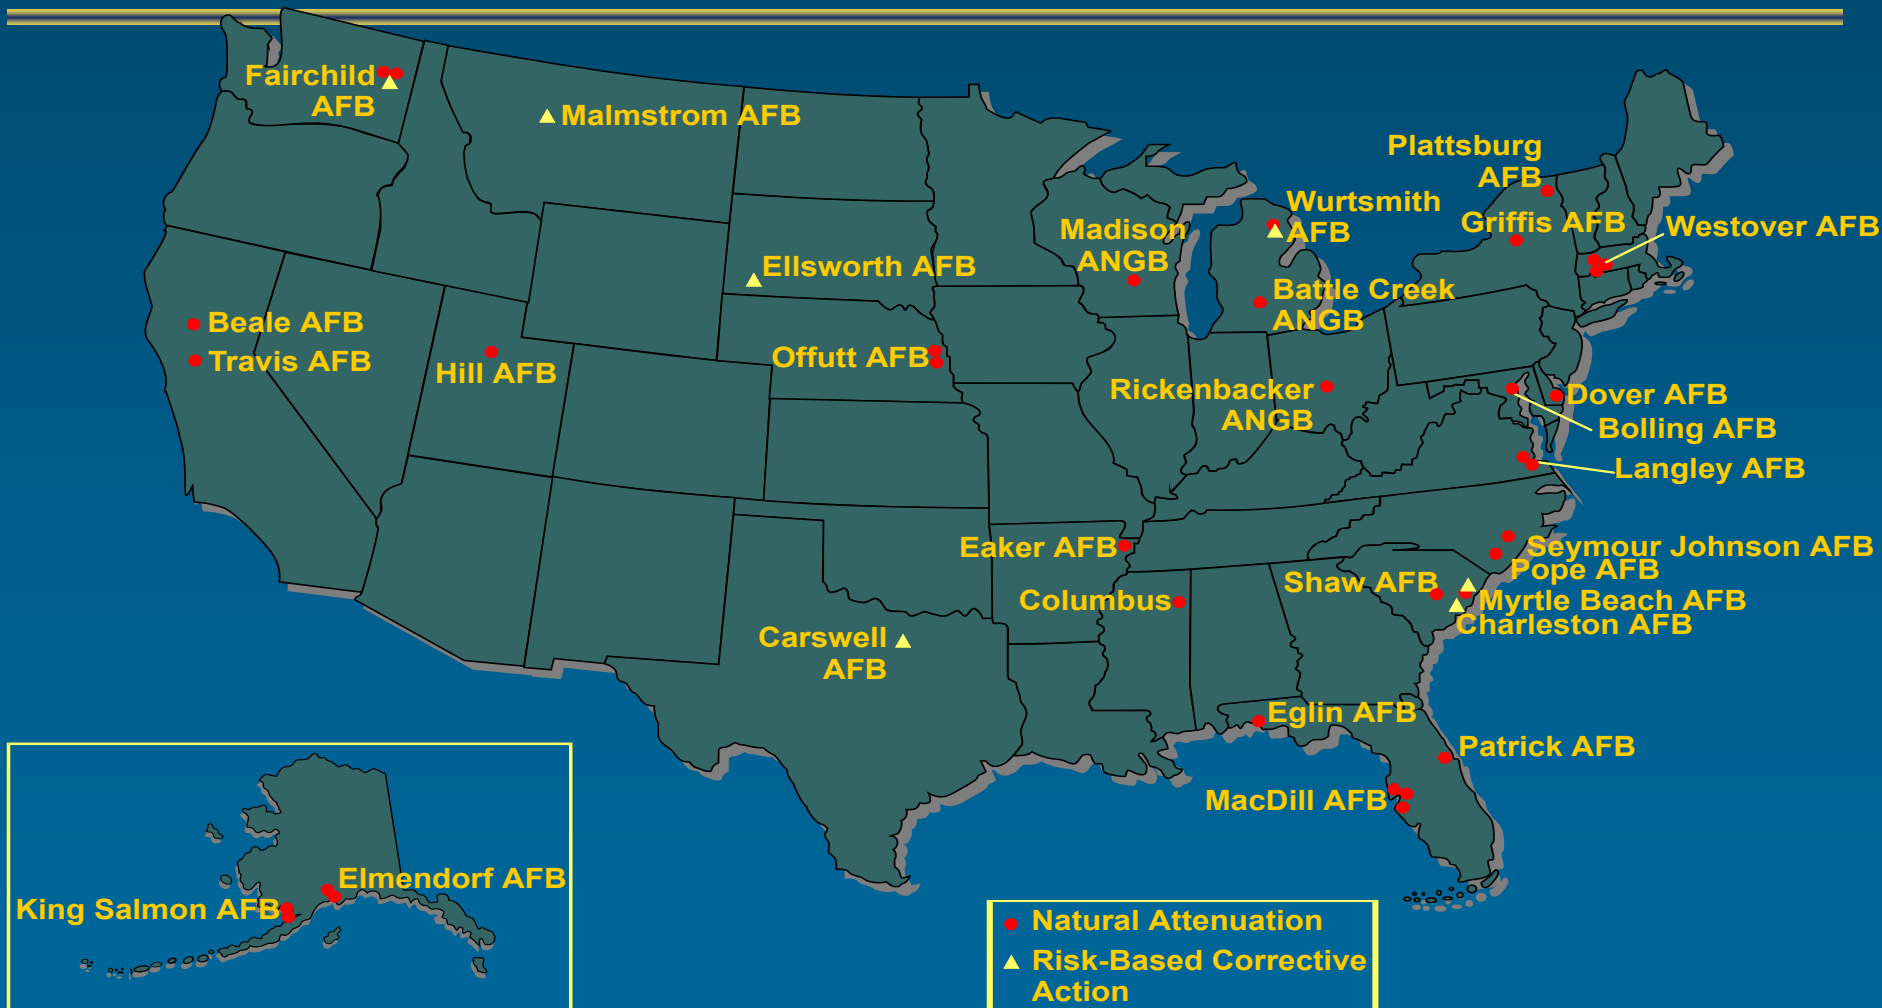 Fairchild
AFB
Malmstrom AFB
Plattsburg
AFB
Wurtsmith
AFB
Griffis AFB
Westover AFB
Madison
ANGB
Ellsworth AFB
Battle Creek
ANGB
Beale AFB
Travis AFB
Hill AFB
Offutt AFB
Rickenbacker
ANGB
Dover AFB
Bolling AFB
Langley AFB
Eaker AFB
Seymour Johnson AFB
Pope AFB
Shaw AFB
Columbus
Myrtle Beach AFB
Charleston AFB
Carswell
AFB
Eglin AFB
Patrick AFB
MacDill AFB
Elmendorf AFB
King Salmon AFB
Natural Attenuation
Risk-Based Corrective
Action